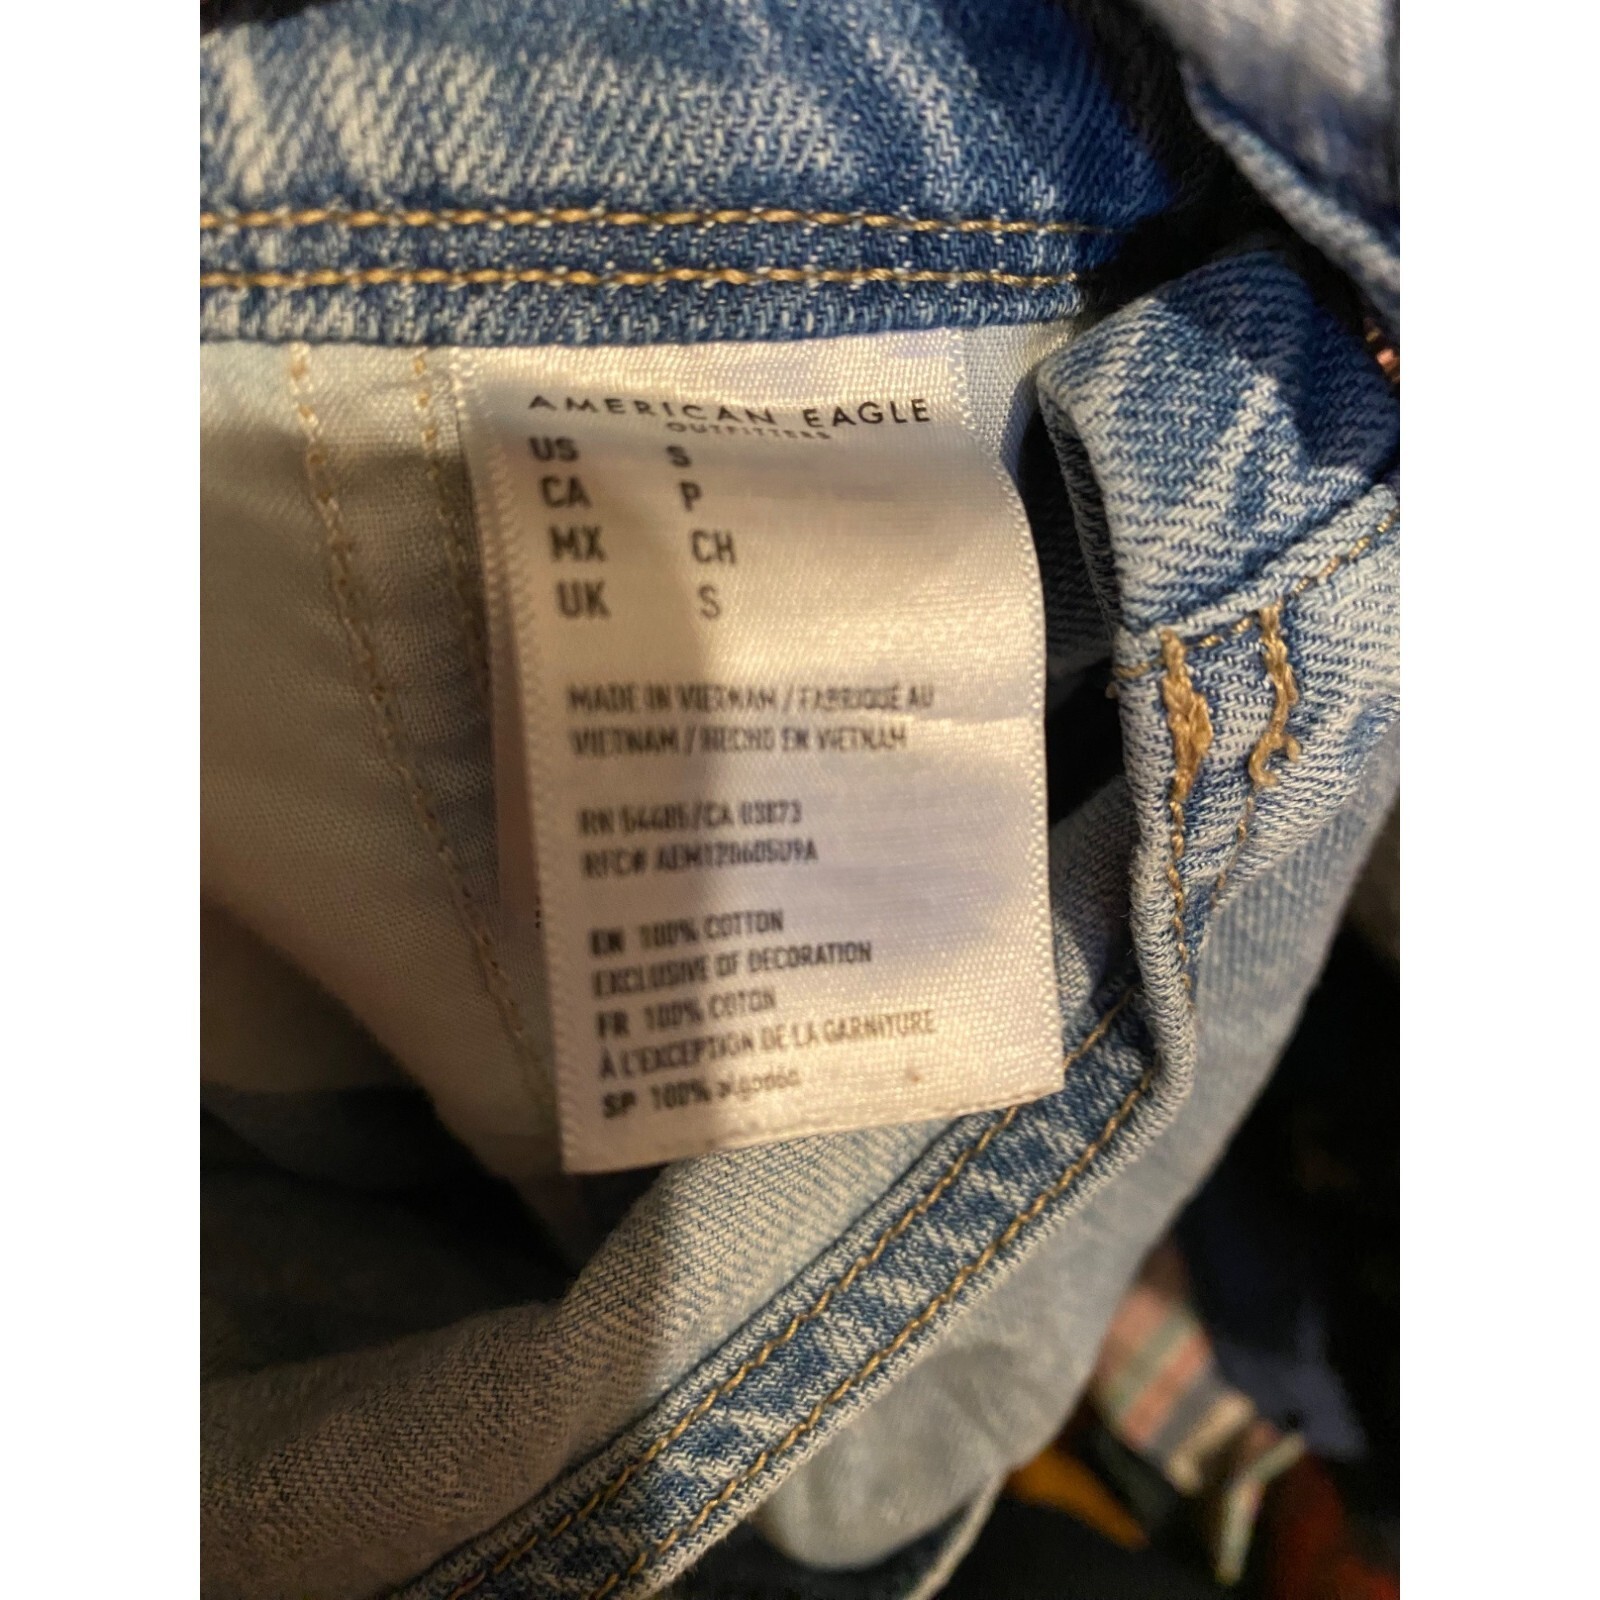 AMERICAN EAGLE
OUTFITTERS
US S
CA P
MX CH
UK S
MADE IN VIETNAM / FABRIQUÉ AU
VIETNAM / HECHO EN VIETNAM
RN 54485/CA 03873
RFC# AEM120605U9A
EN 100% COTTON
EXCLUSIVE OF DECORATION
FR 100% COTON
À L'EXCEPTION DE LA GARNITURE
SP 100% algodón